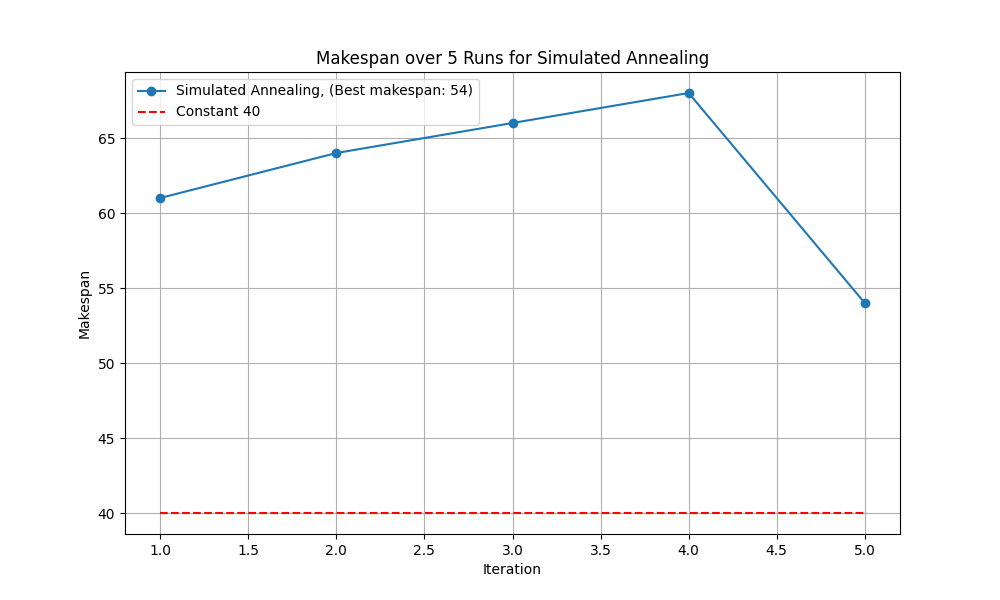 Makespan over 5 Runs for Simulated Annealing
Simulated Annealing, (Best makespan: 54)
Constant 40
Makespan
65
60
55
50
45
40
1.0 1.5 2.0 2.5 3.0 3.5 4.0 4.5 5.0
Iteration